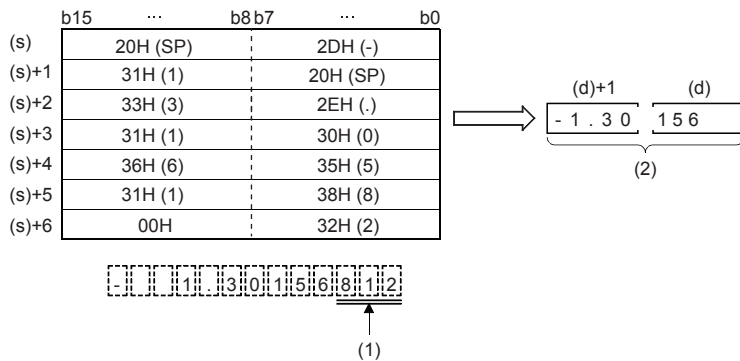 b15 ... b8 b7 ... b0
(s) 20H (SP) 2DH (-)
(s)+1 31H (1) 20H (SP)
(s)+2 33H (3) 2EH (.)
(s)+3 31H (1) 30H (0)
(s)+4 36H (6) 35H (5)
(s)+5 31H (1) 38H (8)
(s)+6 00H 32H (2)
(d)+1 (d)
- 1 . 3 0 1 5 6
(2)
- 1 . 3 0 1 5 6 8 1 2
(1)